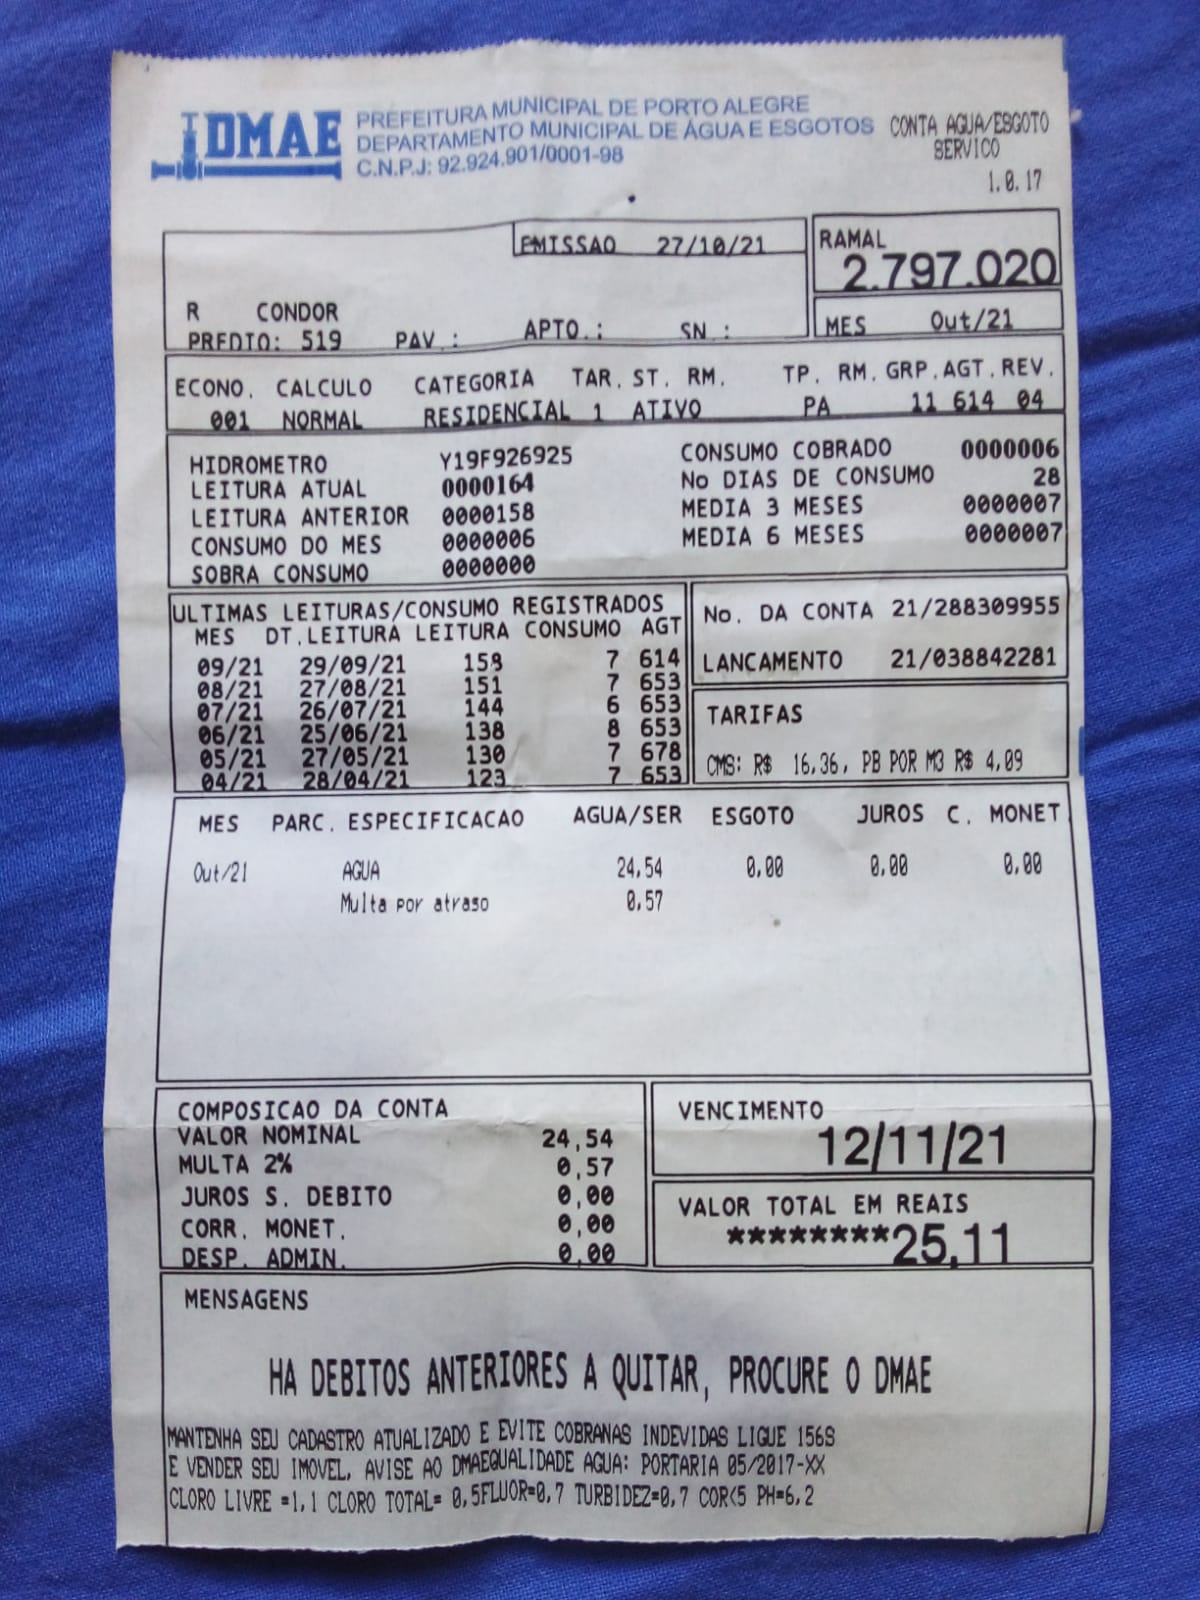 DMAE
PREFEITURA MUNICIPAL DE PORTO ALEGRE
DEPARTAMENTO MUNICIPAL DE ÁGUA E ESGOTOS
C.N.P.J: 92.924.901/0001-98
CONTA AGUA/ESGOTO
SERVICO
1.0.17
EMISSAO 27/10/21
RAMAL
2.797.020
R CONDOR
MES Out/21
PREDIO: 519 PAV.: APTO.: SN.:
ECONO. CALCULO CATEGORIA TAR. ST. RM. TP. RM. GRP.AGT.REV.
001 NORMAL RESIDENCIAL 1 ATIVO PA 11 614 04
HIDROMETRO Y19F926925 CONSUMO COBRADO 0000006
LEITURA ATUAL 0000164 No DIAS DE CONSUMO 28
LEITURA ANTERIOR 0000158 MEDIA 3 MESES 0000007
CONSUMO DO MES 0000006 MEDIA 6 MESES 0000007
SOBRA CONSUMO 0000000
ULTIMAS LEITURAS/CONSUMO REGISTRADOS
MES DT.LEITURA LEITURA CONSUMO AGT
09/21 29/09/21 158 7 614
08/21 27/08/21 151 7 653
07/21 26/07/21 144 6 653
06/21 25/06/21 138 8 653
05/21 27/05/21 130 7 678
04/21 28/04/21 123 7 653
No. DA CONTA 21/288309955
LANCAMENTO 21/038842281
TARIFAS
CMS: R$ 16,36, PB POR M3 R$ 4,09
MES PARC. ESPECIFICACAO AGUA/SER ESGOTO JUROS C. MONET
Out/21 AGUA 24,54 0,00 0,00 0,00
Multa por atraso 0,57
COMPOSICAO DA CONTA
VALOR NOMINAL 24,54
MULTA 2% 0,57
JUROS S. DEBITO 0,00
CORR. MONET. 0,00
DESP. ADMIN. 0,00
VENCIMENTO
12/11/21
VALOR TOTAL EM REAIS
********25,11
MENSAGENS
HA DEBITOS ANTERIORES A QUITAR, PROCURE O DMAE
MANTENHA SEU CADASTRO ATUALIZADO E EVITE COBRANAS INDEVIDAS LIGUE 156S
E VENDER SEU IMOVEL, AVISE AO DMAEQUALIDADE AGUA: PORTARIA 05/2017-XX
CLORO LIVRE =1,1 CLORO TOTAL= 0,5FLUOR=0,7 TURBIDEZ=0,7 COR<5 PH=6,2